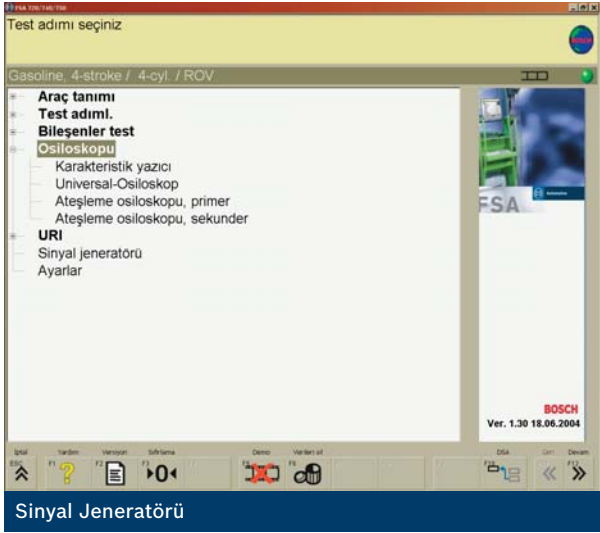 FSA 720/740/750
Test adımı seçiniz
BOSCH
Gasoline, 4-stroke / 4-cyl. / ROV
Araç tanımı
Test adıml.
Bileşenler test
Osiloskopu
Karakteristik yazıcı
Universal-Osiloskop
Ateşleme osiloskopu, primer
Ateşleme osiloskopu, sekunder
URI
Sinyal jeneratörü
Ayarlar
FSA
BOSCH
Ver. 1.30 18.06.2004
İptal Yardım Versiyon Sıfırlama Demo Verileri sil DSA Geri Devam
ESC F1 F2 F3 F12
0
Sinyal Jeneratörü